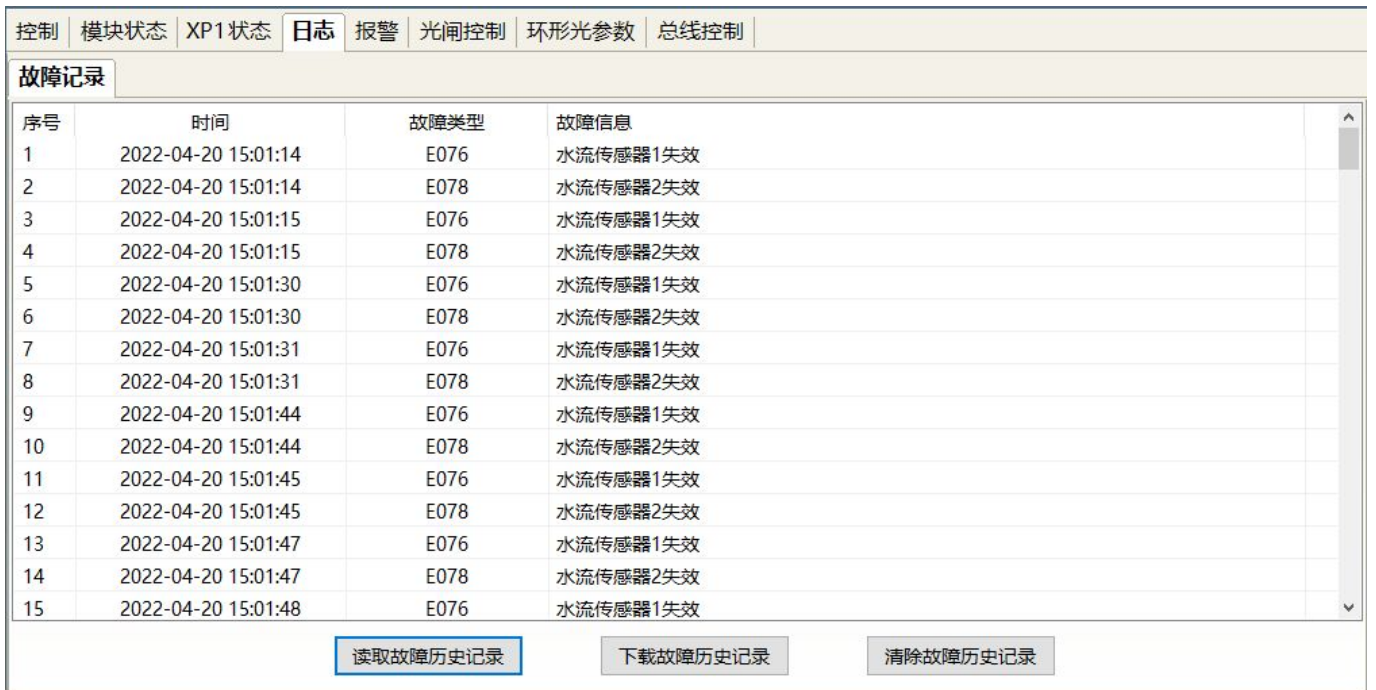 控制 模块状态 XP1状态 日志 报警 光闸控制 环形光参数 总线控制
故障记录
序号 时间 故障类型 故障信息
1 2022-04-20 15:01:14 E076 水流传感器1失效
2 2022-04-20 15:01:14 E078 水流传感器2失效
3 2022-04-20 15:01:15 E076 水流传感器1失效
4 2022-04-20 15:01:15 E078 水流传感器2失效
5 2022-04-20 15:01:30 E076 水流传感器1失效
6 2022-04-20 15:01:30 E078 水流传感器2失效
7 2022-04-20 15:01:31 E076 水流传感器1失效
8 2022-04-20 15:01:31 E078 水流传感器2失效
9 2022-04-20 15:01:44 E076 水流传感器1失效
10 2022-04-20 15:01:44 E078 水流传感器2失效
11 2022-04-20 15:01:45 E076 水流传感器1失效
12 2022-04-20 15:01:45 E078 水流传感器2失效
13 2022-04-20 15:01:47 E076 水流传感器1失效
14 2022-04-20 15:01:47 E078 水流传感器2失效
15 2022-04-20 15:01:48 E076 水流传感器1失效
读取故障历史记录 下载故障历史记录 清除故障历史记录